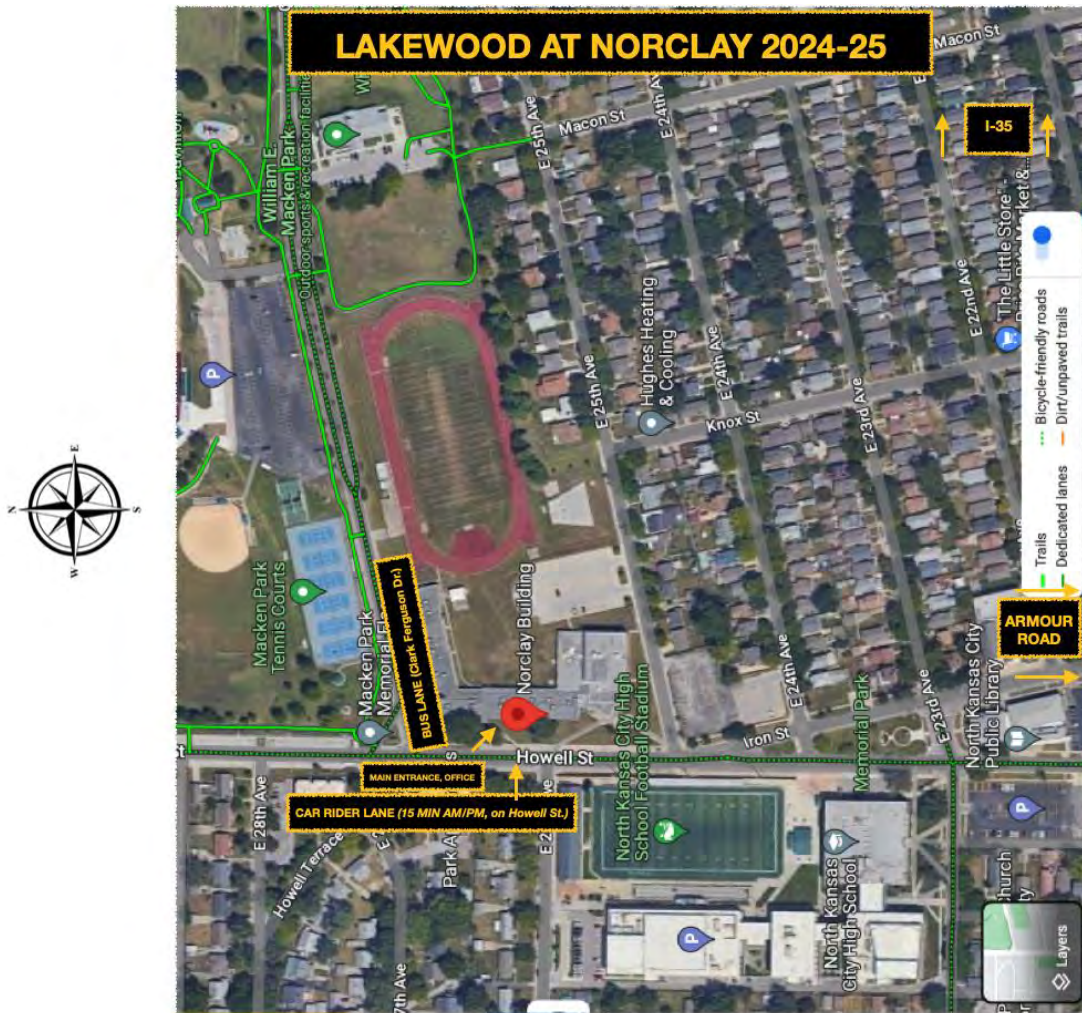 LAKEWOOD AT NORCLAY 2024-25
Macon St
I-35
William E.
Macken Park
Outdoor sports & recreation facilities
E 25th Ave
Macon St
E 24th Ave
E 22nd Ave
The Little Store
P
Hughes Heating
& Cooling
E 25th Ave
E 24th Ave
Knox St
E 23rd Ave
Trails
Dedicated lanes
Bicycle-friendly roads
Dirt/unpaved trails
N
E
S
W
Macken Park
Tennis Courts
Macken Park
Memorial
BUS LANE (Clark Ferguson Dr.)
Norclay Building
ARMOUR
ROAD
E 24th Ave
E 23rd Ave
Iron St
Memorial Park
North Kansas City
Public Library
Howell St
MAIN ENTRANCE, OFFICE
CAR RIDER LANE (15 MIN AM/PM, on Howell St.)
E 28th Ave
Howell Terrace
North Kansas City High
School Football Stadium
North Kansas
City High School
P
P
Layers